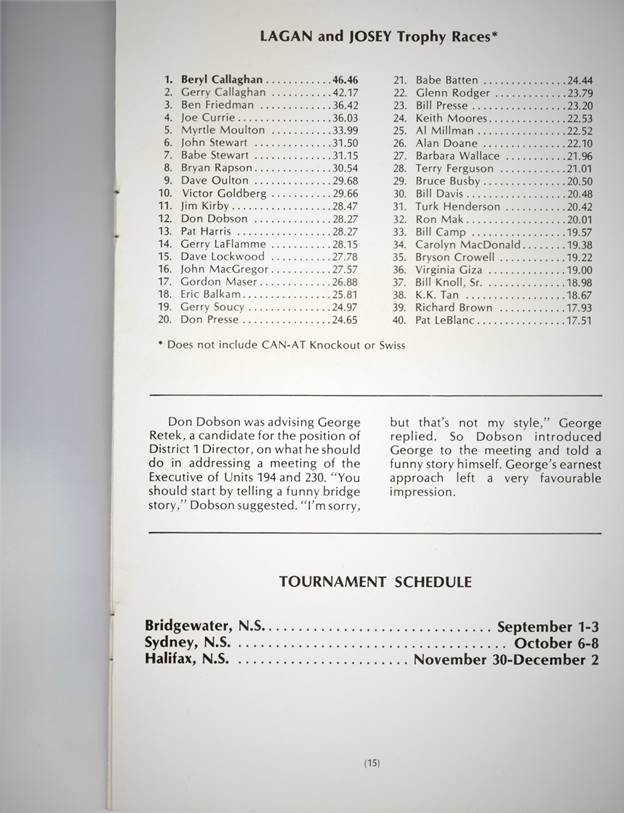 LAGAN and JOSEY Trophy Races*
1. Beryl Callaghan . . . . . . . . . . . 46.46
2. Gerry Callaghan . . . . . . . . . . 42.17
3. Ben Friedman . . . . . . . . . . . . 36.42
4. Joe Currie . . . . . . . . . . . . . . . . 36.03
5. Myrtle Moulton . . . . . . . . . . 33.99
6. John Stewart . . . . . . . . . . . . . 31.50
7. Babe Stewart . . . . . . . . . . . . . 31.15
8. Bryan Rapson . . . . . . . . . . . . . 30.54
9. Dave Oulton . . . . . . . . . . . . . 29.68
10. Victor Goldberg . . . . . . . . . . 29.66
11. Jim Kirby . . . . . . . . . . . . . . . . 28.47
12. Don Dobson . . . . . . . . . . . . . 28.27
13. Pat Harris . . . . . . . . . . . . . . . . 28.27
14. Gerry LaFlamme . . . . . . . . . . 28.15
15. Dave Lockwood . . . . . . . . . . 27.78
16. John MacGregor . . . . . . . . . . 27.57
17. Gordon Maser . . . . . . . . . . . . 26.88
18. Eric Balkam . . . . . . . . . . . . . . . 25.81
19. Gerry Soucy . . . . . . . . . . . . . . 24.97
20. Don Presse . . . . . . . . . . . . . . . 24.65
21. Babe Batten . . . . . . . . . . . . . . 24.44
22. Glenn Rodger . . . . . . . . . . . . 23.79
23. Bill Presse . . . . . . . . . . . . . . . . 23.20
24. Keith Moores . . . . . . . . . . . . . 22.53
25. Al Millman . . . . . . . . . . . . . . . 22.52
26. Alan Doane . . . . . . . . . . . . . . 22.10
27. Barbara Wallace . . . . . . . . . . 21.96
28. Terry Ferguson . . . . . . . . . . . 21.01
29. Bruce Busby . . . . . . . . . . . . . . 20.50
30. Bill Davis . . . . . . . . . . . . . . . . . 20.48
31. Turk Henderson . . . . . . . . . . 20.42
32. Ron Mak . . . . . . . . . . . . . . . . . 20.01
33. Bill Camp . . . . . . . . . . . . . . . . 19.57
34. Carolyn MacDonald . . . . . . . 19.38
35. Bryson Crowell . . . . . . . . . . . 19.22
36. Virginia Giza . . . . . . . . . . . . . 19.00
37. Bill Knoll, Sr. . . . . . . . . . . . . . 18.98
38. K.K. Tan . . . . . . . . . . . . . . . . . 18.67
39. Richard Brown . . . . . . . . . . . . 17.93
40. Pat LeBlanc . . . . . . . . . . . . . . . 17.51
* Does not include CAN-AT Knockout or Swiss
Don Dobson was advising George
Retek, a candidate for the position of
District 1 Director, on what he should
do in addressing a meeting of the
Executive of Units 194 and 230. "You
should start by telling a funny bridge
story," Dobson suggested. "I'm sorry,
but that's not my style," George
replied. So Dobson introduced
George to the meeting and told a
funny story himself. George's earnest
approach left a very favourable
impression.
TOURNAMENT SCHEDULE
Bridgewater, N.S. . . . . . . . . . . . . . . . . . . . . . . . . . . . . . September 1-3
Sydney, N.S. . . . . . . . . . . . . . . . . . . . . . . . . . . . . . . . . . . . October 6-8
Halifax, N.S. . . . . . . . . . . . . . . . . . . . . . . November 30-December 2
(15)